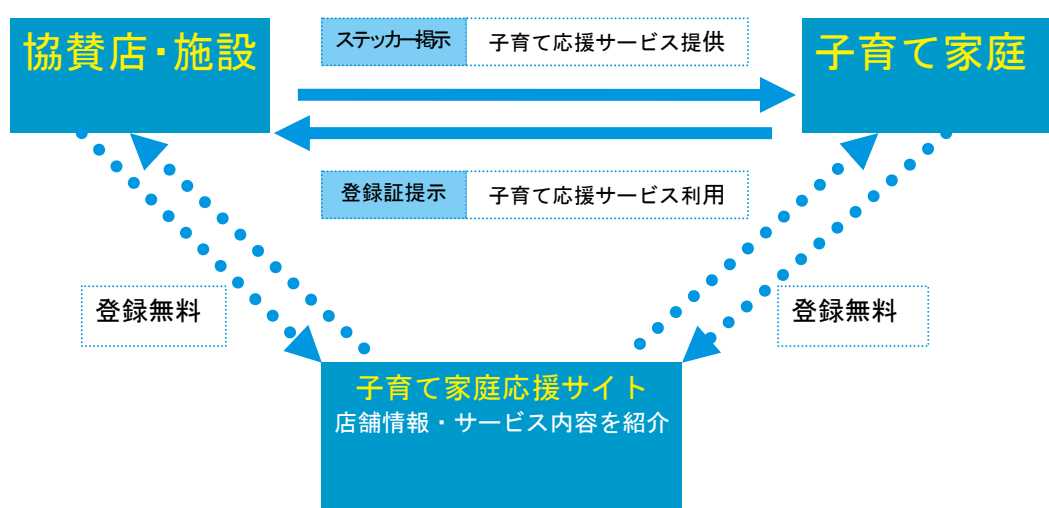 協賛店・施設
ステッカー掲示 子育て応援サービス提供
子育て家庭
登録証提示 子育て応援サービス利用
登録無料
登録無料
子育て家庭応援サイト
店舗情報・サービス内容を紹介